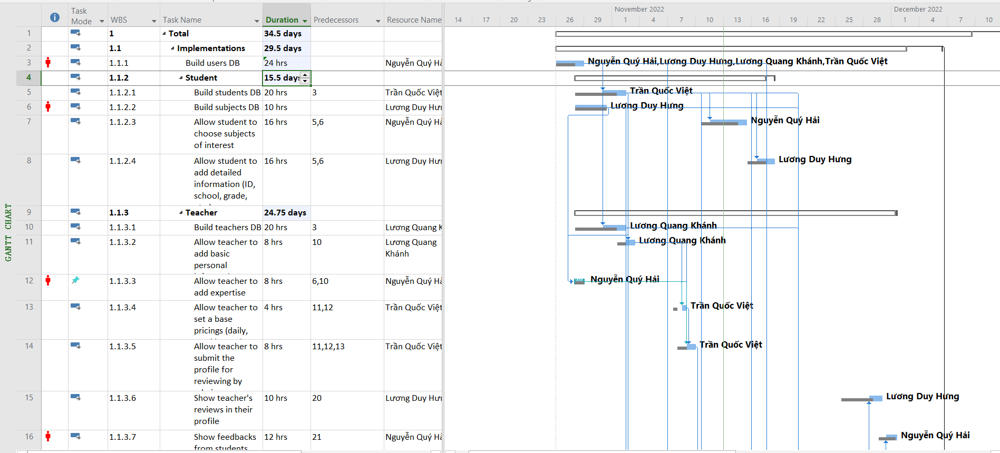 Task Mode
WBS
Task Name
Duration
Predecessors
Resource Name
November 2022
December 2022
14 17 20 23 26 29 1 4 7 10 13 16 19 22 25 28 1 4 7 10
GANTT CHART
1 1 Total 34.5 days
2 1.1 Implementations 29.5 days
3 1.1.1 Build users DB 24 hrs Nguyễn Quý Hả
Nguyễn Quý Hải,Lương Duy Hưng,Lương Quang Khánh,Trần Quốc Việt
4 1.1.2 Student 15.5 days
5 1.1.2.1 Build students DB 20 hrs 3 Trần Quốc Việt
Trần Quốc Việt
6 1.1.2.2 Build subjects DB 10 hrs Lương Duy Hưn
Lương Duy Hưng
7 1.1.2.3 Allow student to 16 hrs 5,6 Nguyễn Quý Hả
choose subjects
of interest
Nguyễn Quý Hải
8 1.1.2.4 Allow student to 16 hrs 5,6 Lương Duy Hưn
add detailed
information (ID,
school, grade,
Lương Duy Hưng
9 1.1.3 Teacher 24.75 days
10 1.1.3.1 Build teachers DB 20 hrs 3 Lương Quang K
Lương Quang Khánh
11 1.1.3.2 Allow teacher to 8 hrs 10 Lương Quang
add basic Khánh
personal
Lương Quang Khánh
12 1.1.3.3 Allow teacher to 8 hrs 6,10 Nguyễn Quý Hả
add expertise
Nguyễn Quý Hải
13 1.1.3.4 Allow teacher to 4 hrs 11,12 Trần Quốc Việt
set a base
pricings (daily,
Trần Quốc Việt
14 1.1.3.5 Allow teacher to 8 hrs 11,12,13 Trần Quốc Việt
submit the
profile for
reviewing by
Trần Quốc Việt
15 1.1.3.6 Show teacher's 10 hrs 20 Lương Duy Hưn
reviews in their
profile
Lương Duy Hưng
16 1.1.3.7 Show feedbacks 12 hrs 21 Nguyễn Quý Hả
from students
Nguyễn Quý Hải